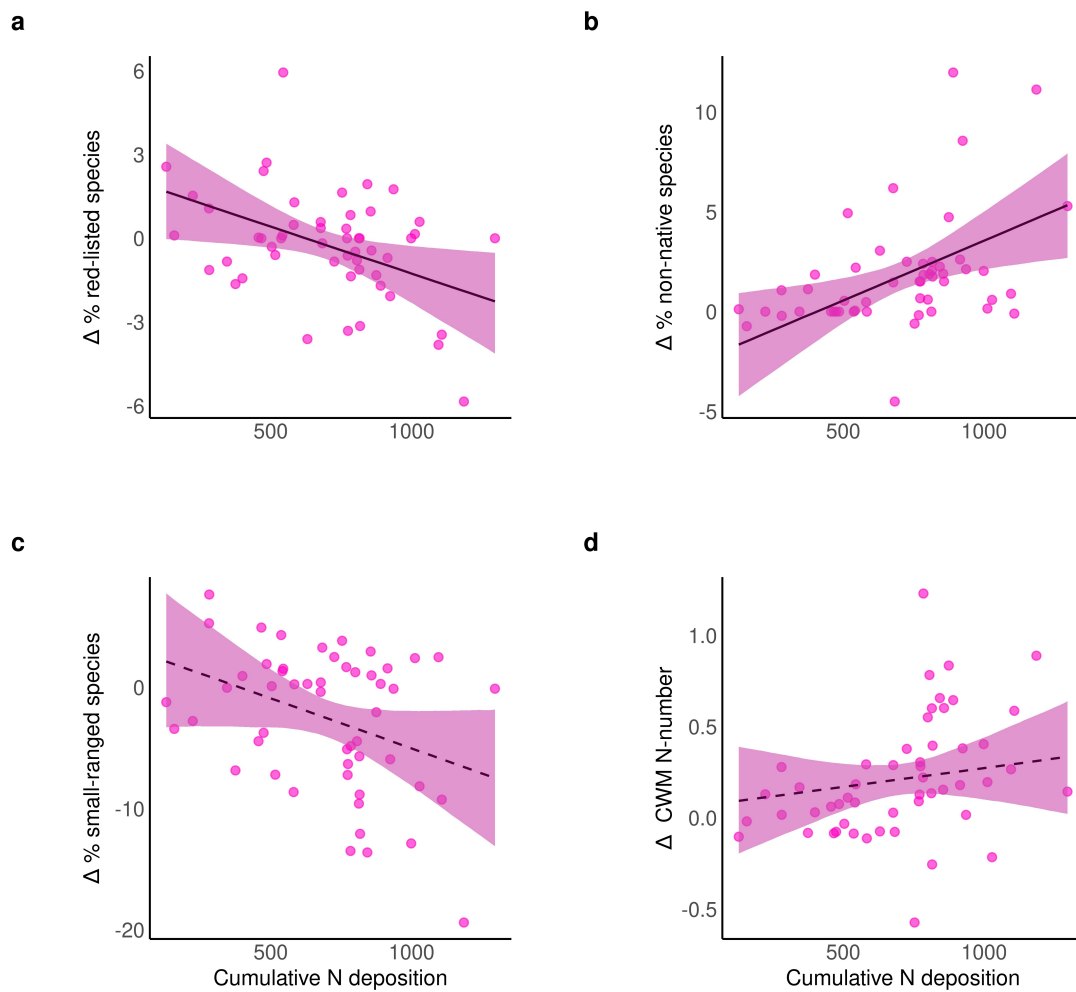 a
Δ % red-listed species
6
3
0
-3
-6
500 1000
b
Δ % non-native species
10
5
0
-5
500 1000
c
Δ % small-ranged species
0
-10
-20
500 1000
Cumulative N deposition
d
Δ CWM N-number
1.0
0.5
0.0
-0.5
500 1000
Cumulative N deposition